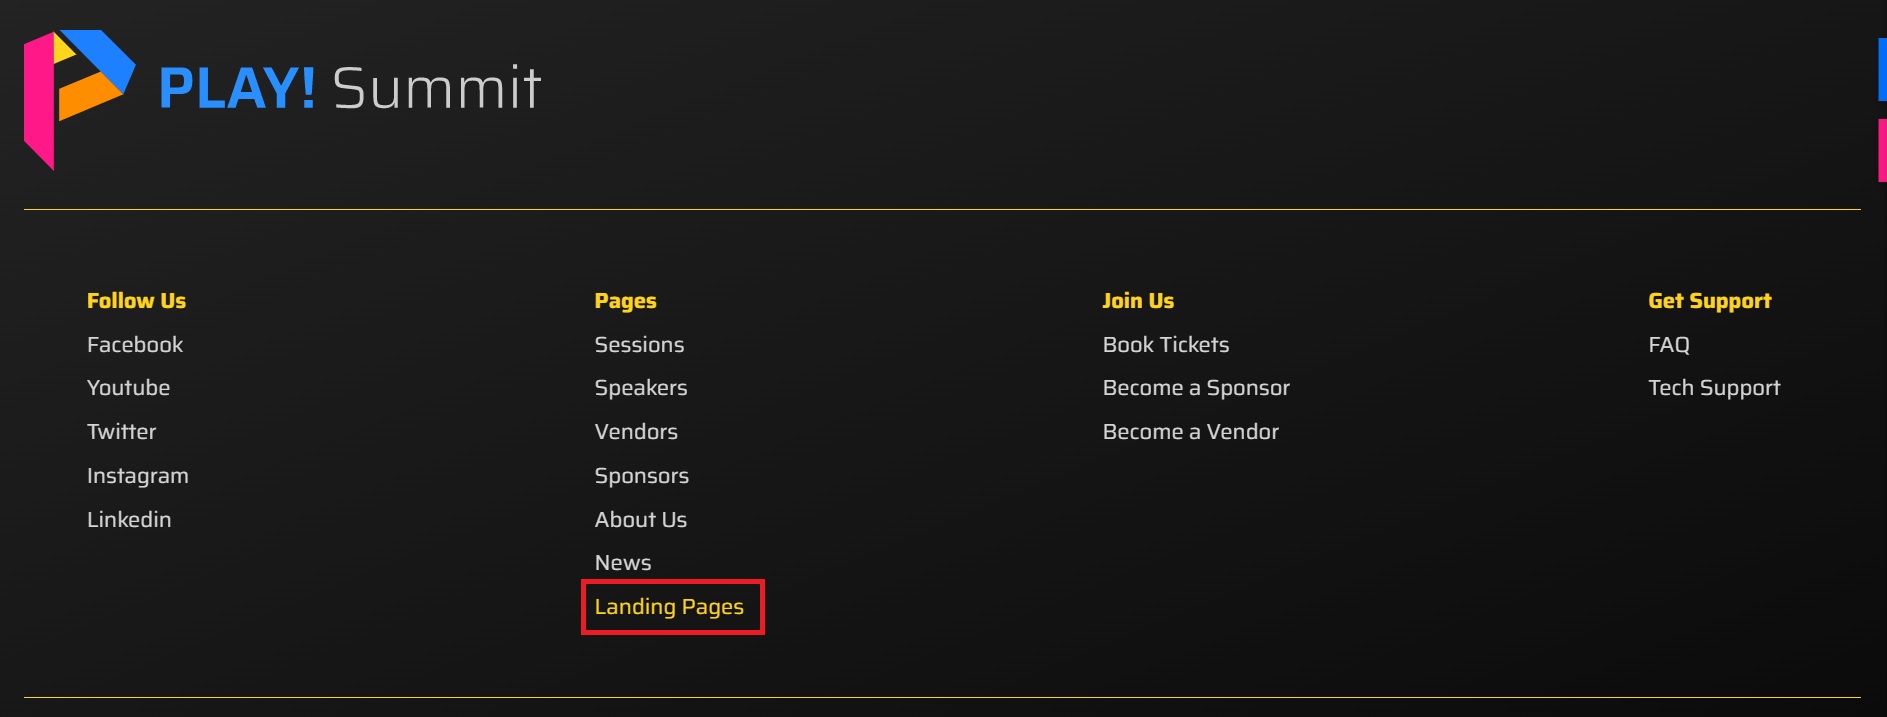 PLAY! Summit
Follow Us
Facebook
Youtube
Twitter
Instagram
Linkedin
Pages
Sessions
Speakers
Vendors
Sponsors
About Us
News
Landing Pages
Join Us
Book Tickets
Become a Sponsor
Become a Vendor
Get Support
FAQ
Tech Support